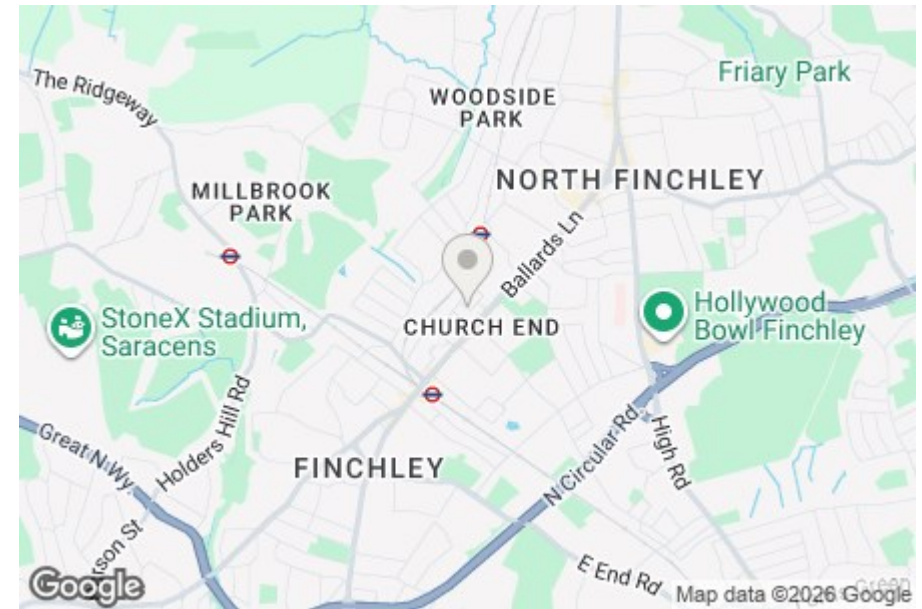 The Ridgeway
Friary Park
WOODSIDE
PARK
NORTH FINCHLEY
MILLBROOK
PARK
Ballards Ln
StoneX Stadium,
Saracens
CHURCH END
Hollywood
Bowl Finchley
Holders Hill Rd
Great N Wy
N Circular Rd
High Rd
FINCHLEY
E End Rd
Google
Map data ©2026 Google